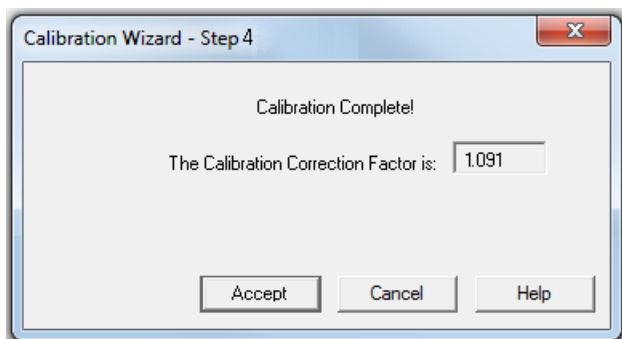 Calibration Wizard - Step 4
Calibration Complete!
The Calibration Correction Factor is: 1.091
Accept Cancel Help